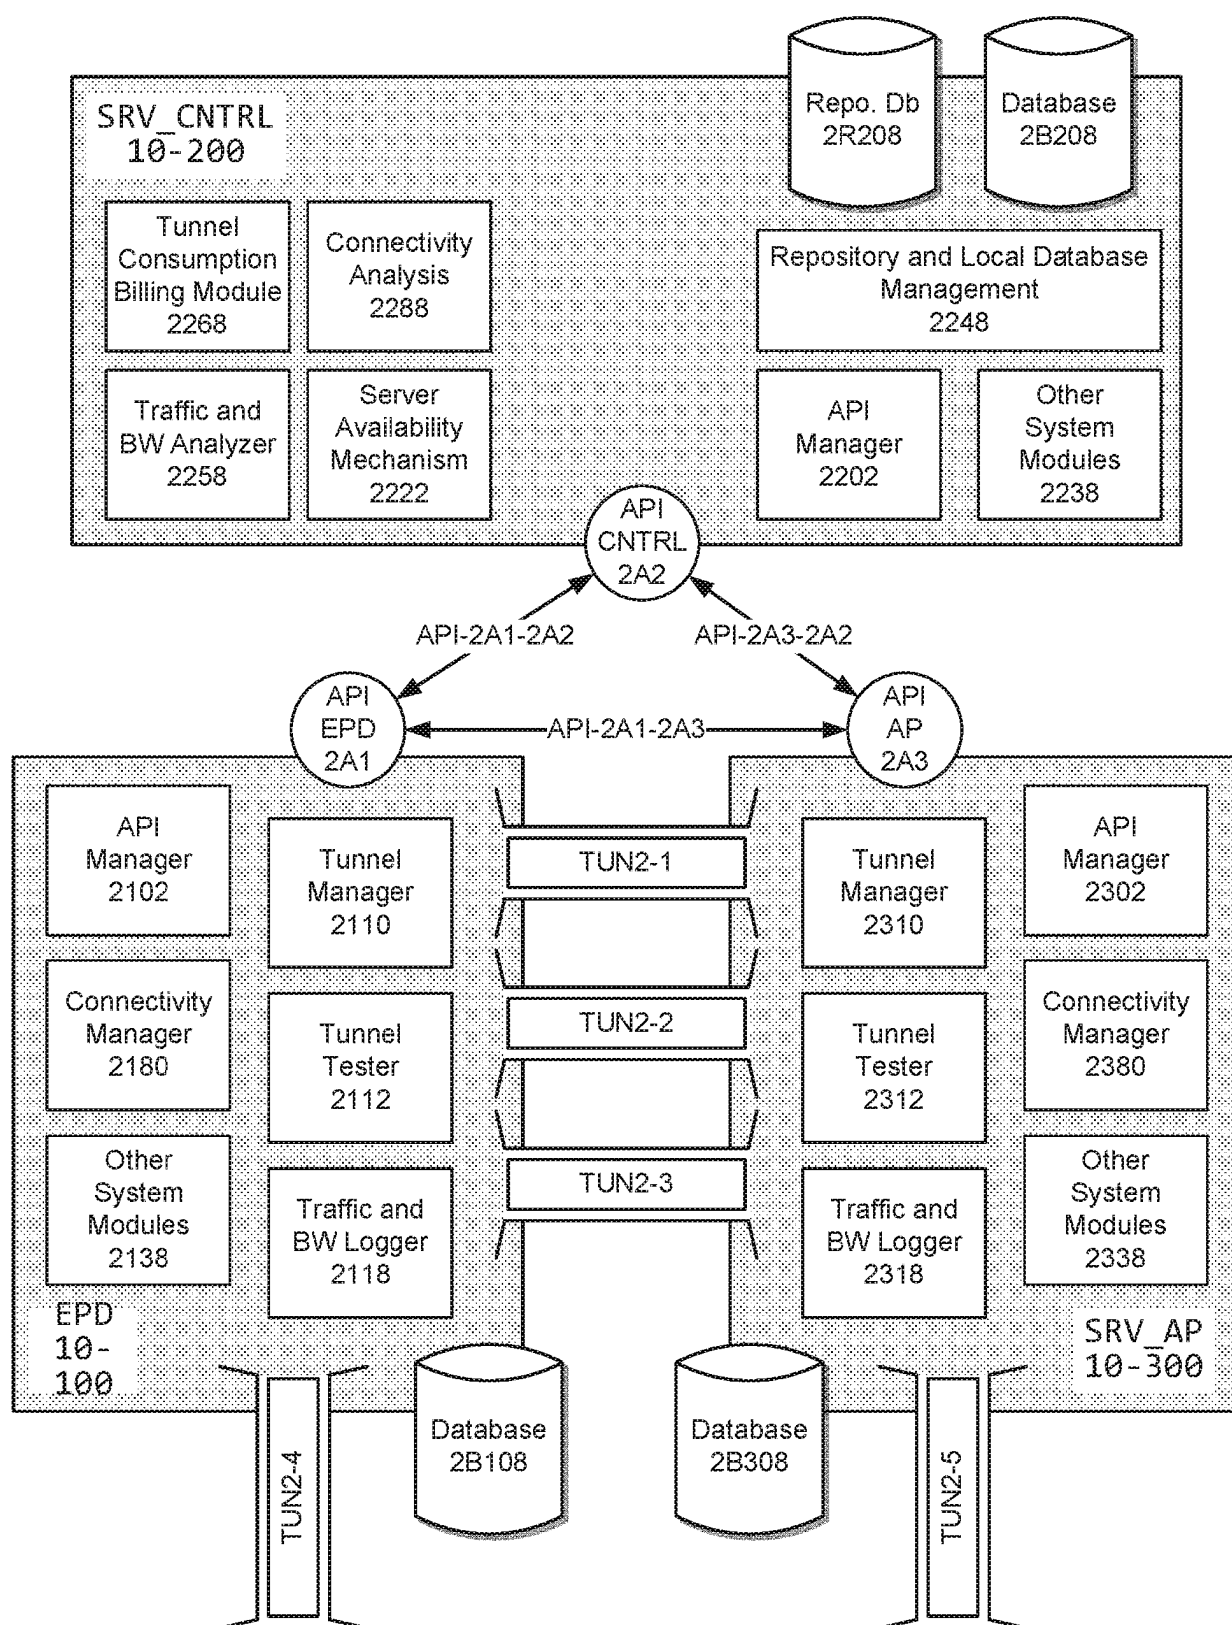 Repo. Db
2R208
Database
2B208
SRV_CNTRL
10-200
Tunnel
Consumption
Billing Module
2268
Connectivity
Analysis
2288
Repository and Local Database
Management
2248
Traffic and
BW Analyzer
2258
Server
Availability
Mechanism
2222
API
Manager
2202
Other
System
Modules
2238
API
CNTRL
2A2
API-2A1-2A2
API-2A3-2A2
API
EPD
2A1
API-2A1-2A3
API
AP
2A3
API
Manager
2102
Tunnel
Manager
2110
TUN2-1
Tunnel
Manager
2310
API
Manager
2302
Connectivity
Manager
2180
Tunnel
Tester
2112
TUN2-2
Tunnel
Tester
2312
Connectivity
Manager
2380
Other
System
Modules
2138
Traffic and
BW Logger
2118
TUN2-3
Traffic and
BW Logger
2318
Other
System
Modules
2338
EPD
10-
100
SRV_AP
10-300
TUN2-4
Database
2B108
Database
2B308
TUN2-5